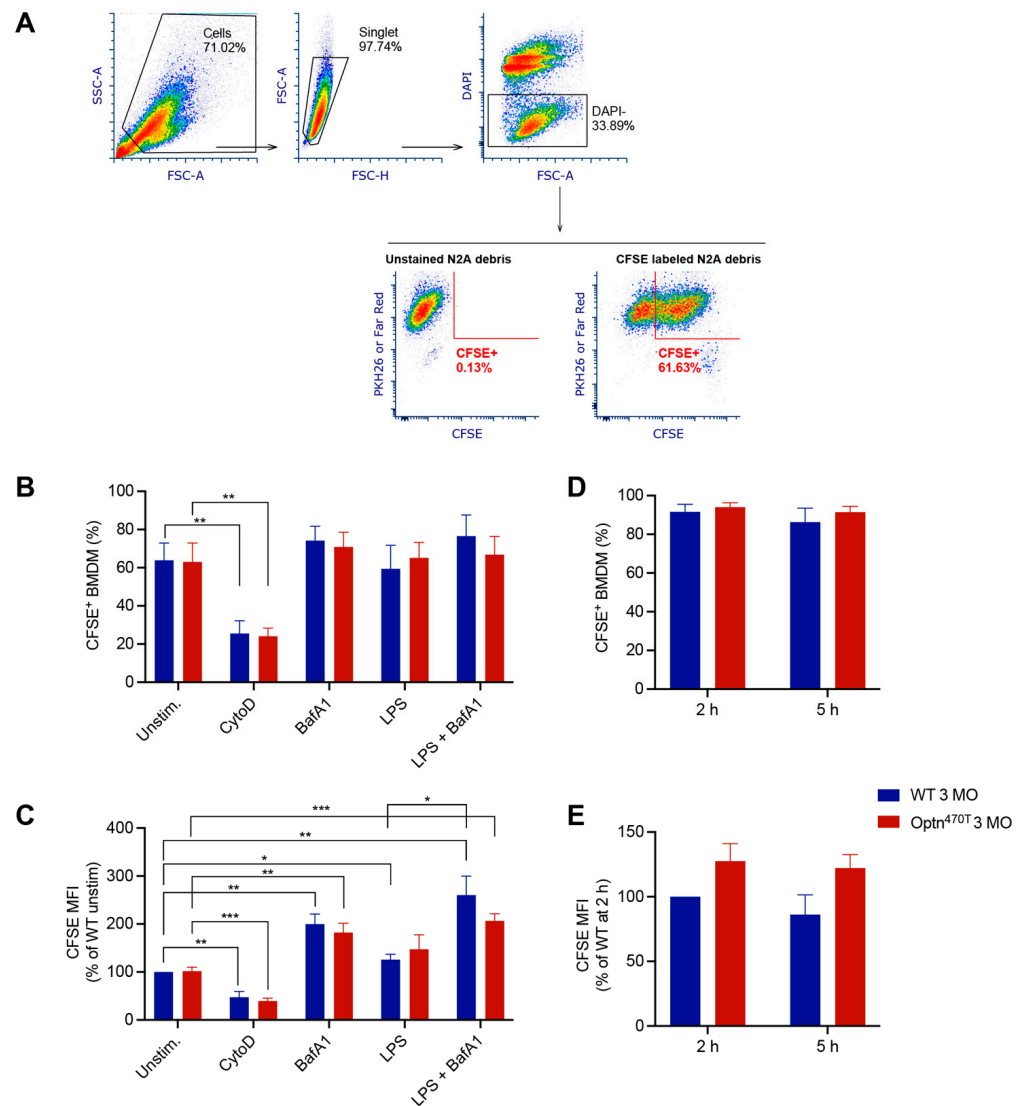 A
Cells
71.02%
SSC-A
FSC-A
Singlet
97.74%
FSC-A
FSC-H
DAPI
DAPI-
33.89%
FSC-A
Unstained N2A debris
PKH26 or Far Red
CFSE+
0.13%
CFSE
CFSE labeled N2A debris
PKH26 or Far Red
CFSE+
61.63%
CFSE
B
CFSE+ BMDM (%)
100
80
60
40
20
0
**
**
Unstim.
CytoD
BafA1
LPS
LPS + BafA1
D
CFSE+ BMDM (%)
100
80
60
40
20
0
2 h
5 h
C
CFSE MFI
(% of WT unstim)
400
300
200
100
0
*
***
**
*
**
**
***
**
Unstim.
CytoD
BafA1
LPS
LPS + BafA1
WT 3 MO
Optn470T 3 MO
E
CFSE MFI
(% of WT at 2 h)
150
100
50
0
2 h
5 h